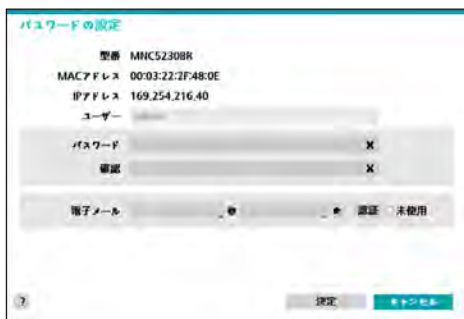 パスワードの設定
型番 MNC5230BR
MACアドレス 00:03:22:2F:48:0E
IPアドレス 169.254.216.40
ユーザー
パスワード X
確認 X
電子メール 認証 未使用
? 決定 キャンセル